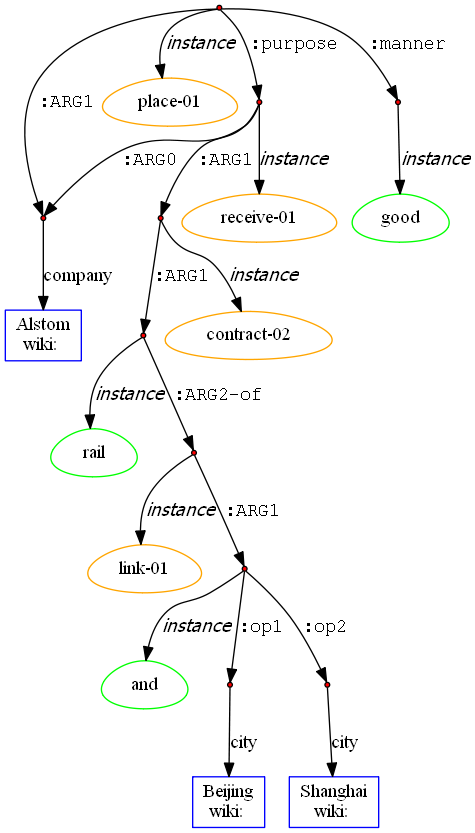 instance
:purpose
:manner
:ARG1
place-01
:ARG0
:ARG1
instance
instance
receive-01
good
:ARG1
instance
company
Alstom
wiki:
contract-02
instance
:ARG2-of
rail
instance
:ARG1
link-01
instance
:op1
:op2
and
city
city
Beijing
wiki:
Shanghai
wiki: